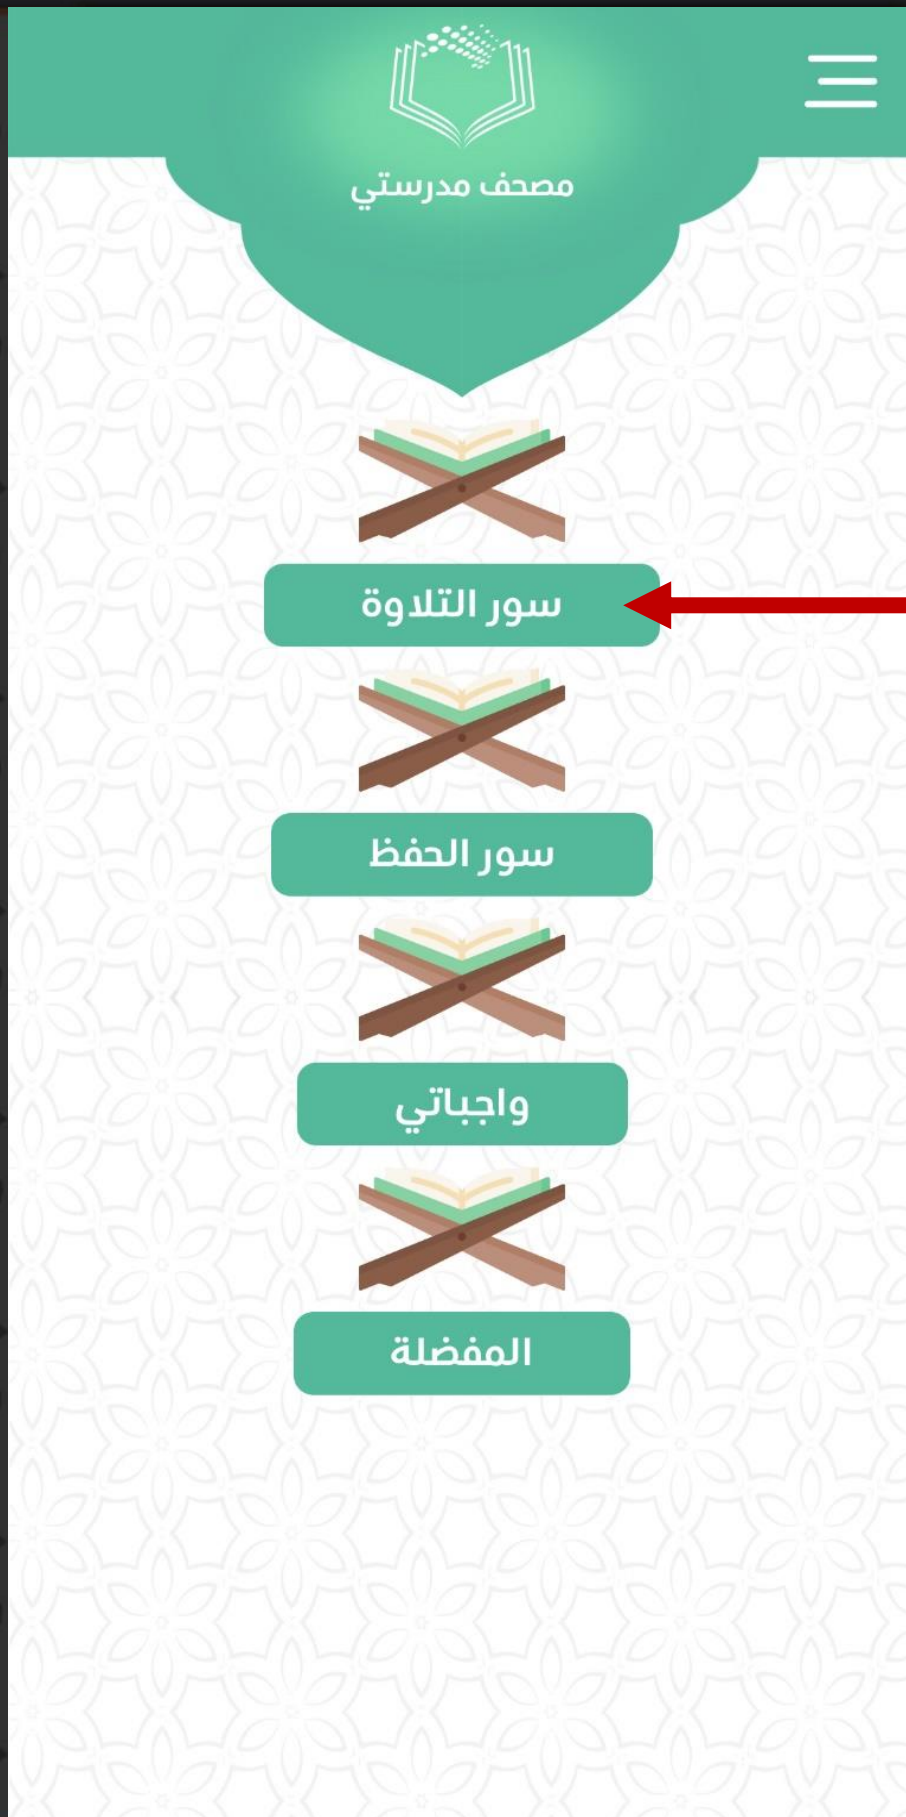 مصحف مدرستي
سور التلاوة
سور الحفظ
واجباتي
المفضلة